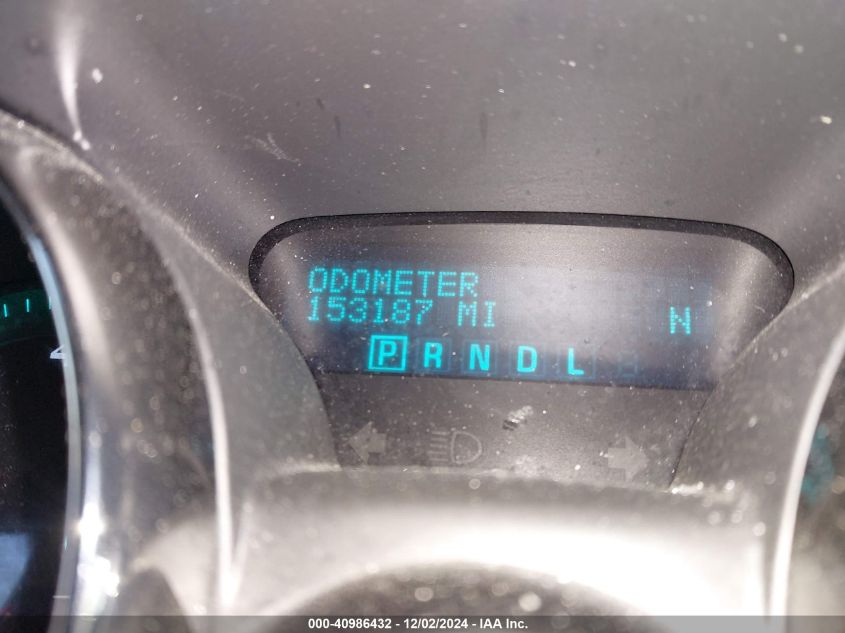 ODOMETER
153187 MI
N
P R N D L
000-40986432 - 12/02/2024 - IAA Inc.